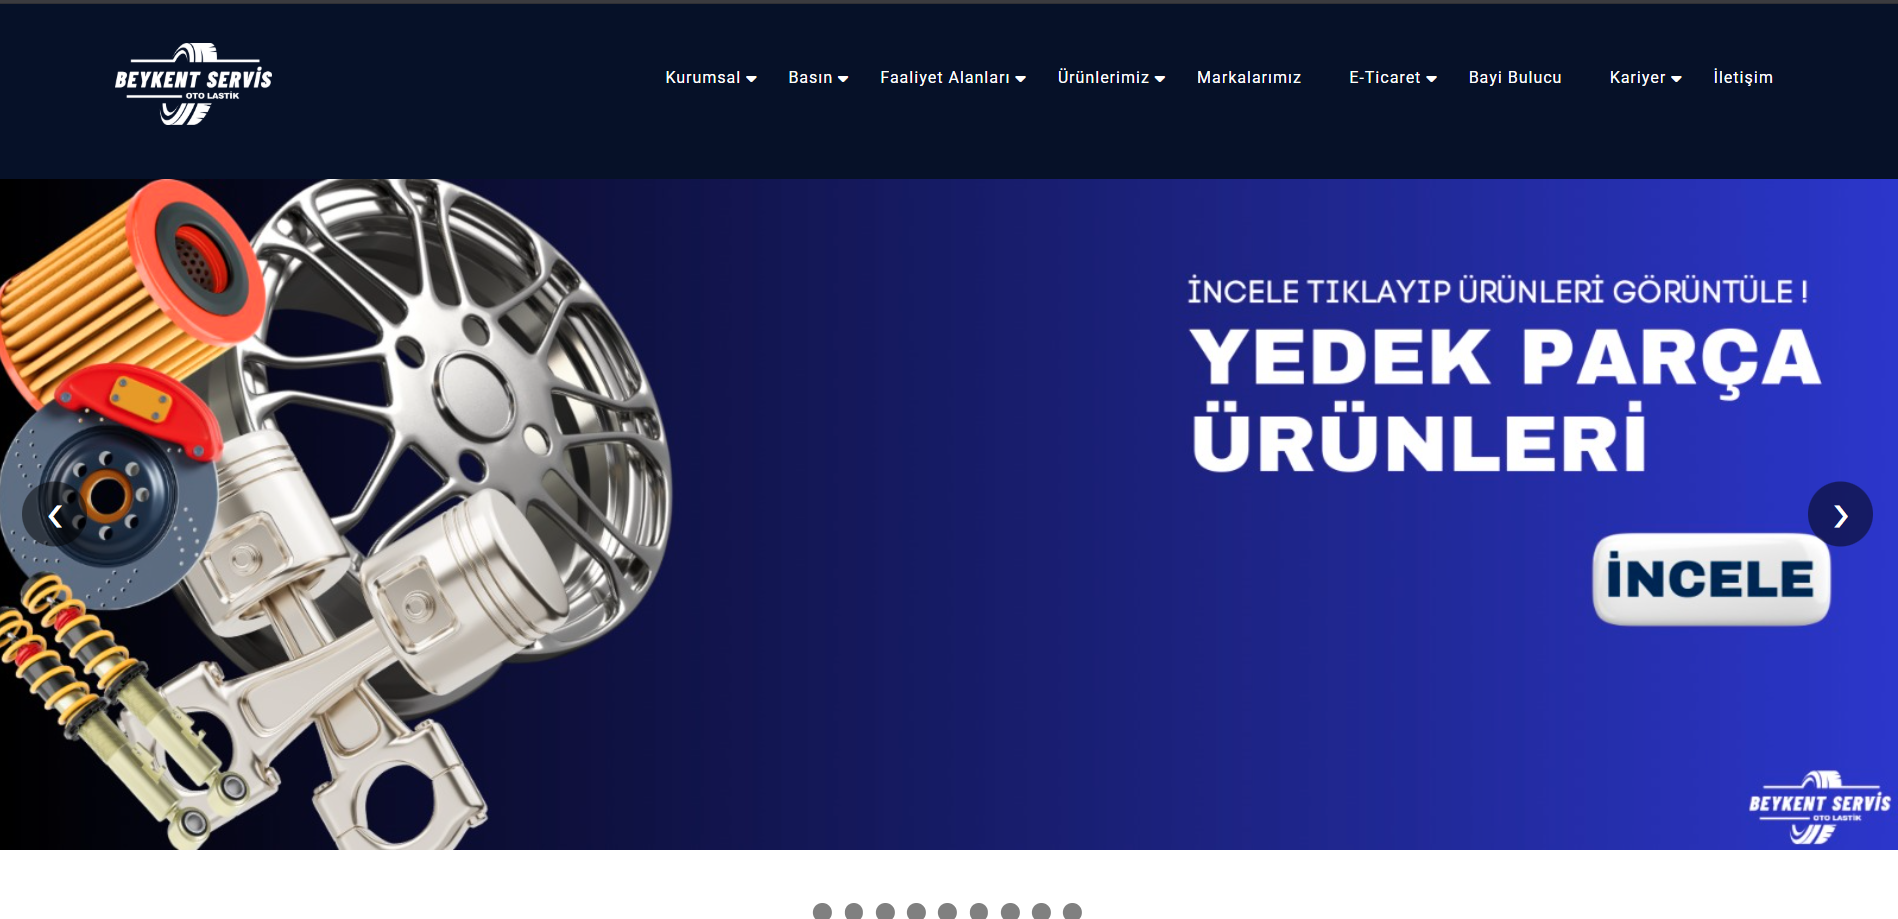 BEYKENT SERVİS
OTO LASTİK
Kurumsal Basın Faaliyet Alanları Ürünlerimiz Markalarımız E-Ticaret Bayi Bulucu Kariyer İletişim
İNCELE TIKLAYIP ÜRÜNLERİ GÖRÜNTÜLE !
YEDEK PARÇA
ÜRÜNLERİ
İNCELE
BEYKENT SERVİS
OTO LASTİK